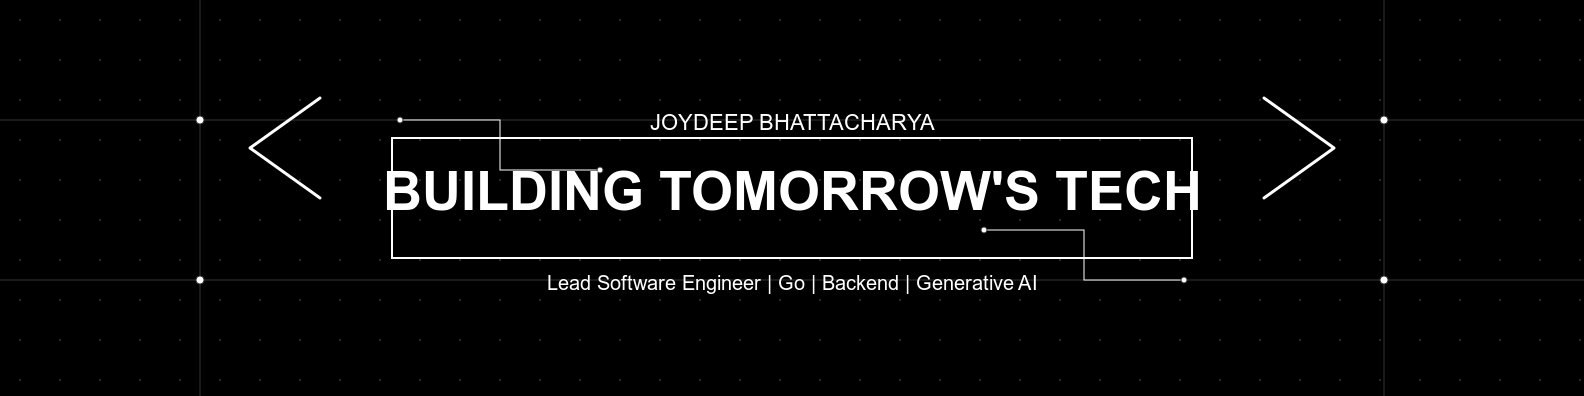 JOYDEEP BHATTACHARYA
BUILDING TOMORROW'S TECH
Lead Software Engineer | Go | Backend | Generative AI